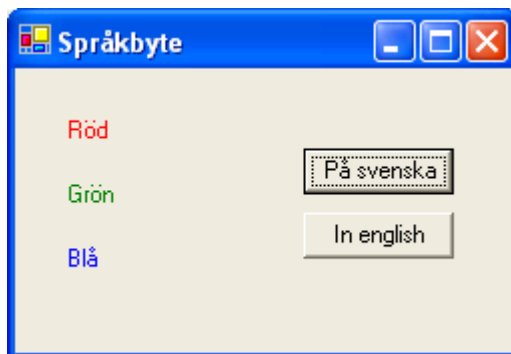 Språkbyte
Röd
På svenska
Grön
In english
Blå